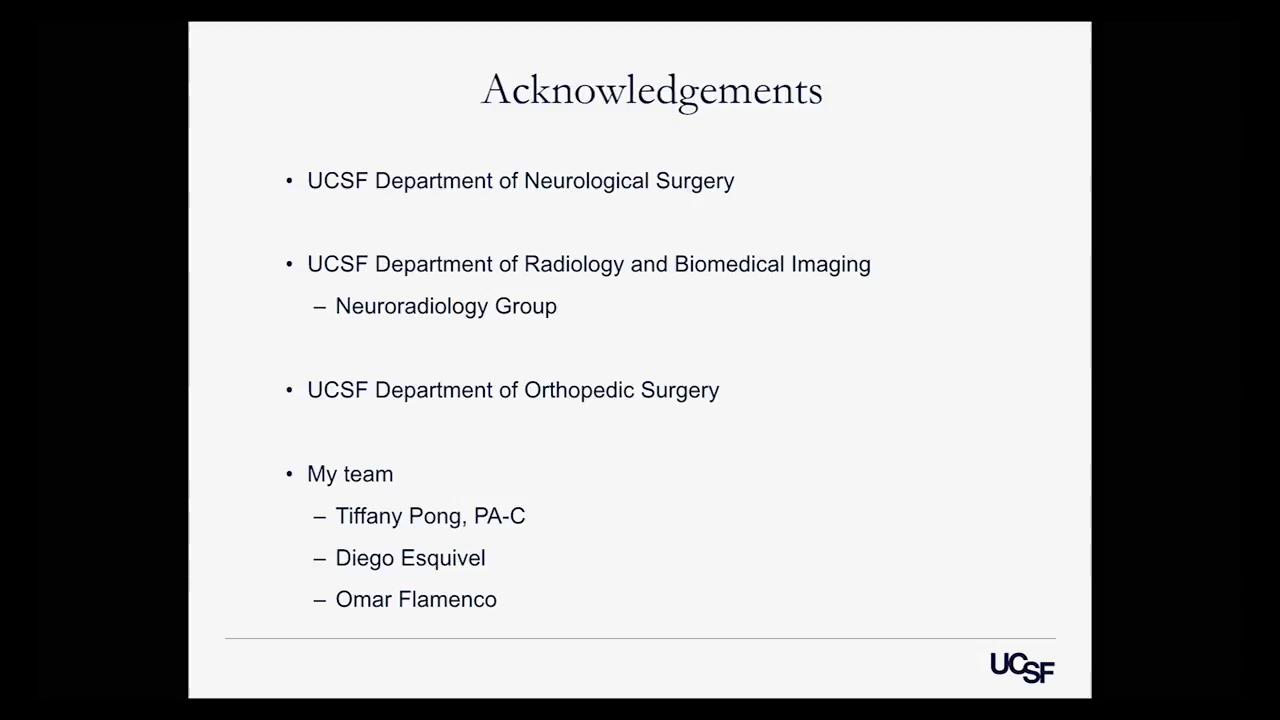 Acknowledgements
• UCSF Department of Neurological Surgery
• UCSF Department of Radiology and Biomedical Imaging
– Neuroradiology Group
• UCSF Department of Orthopedic Surgery
• My team
– Tiffany Pong, PA-C
– Diego Esquivel
– Omar Flamenco
UCSF